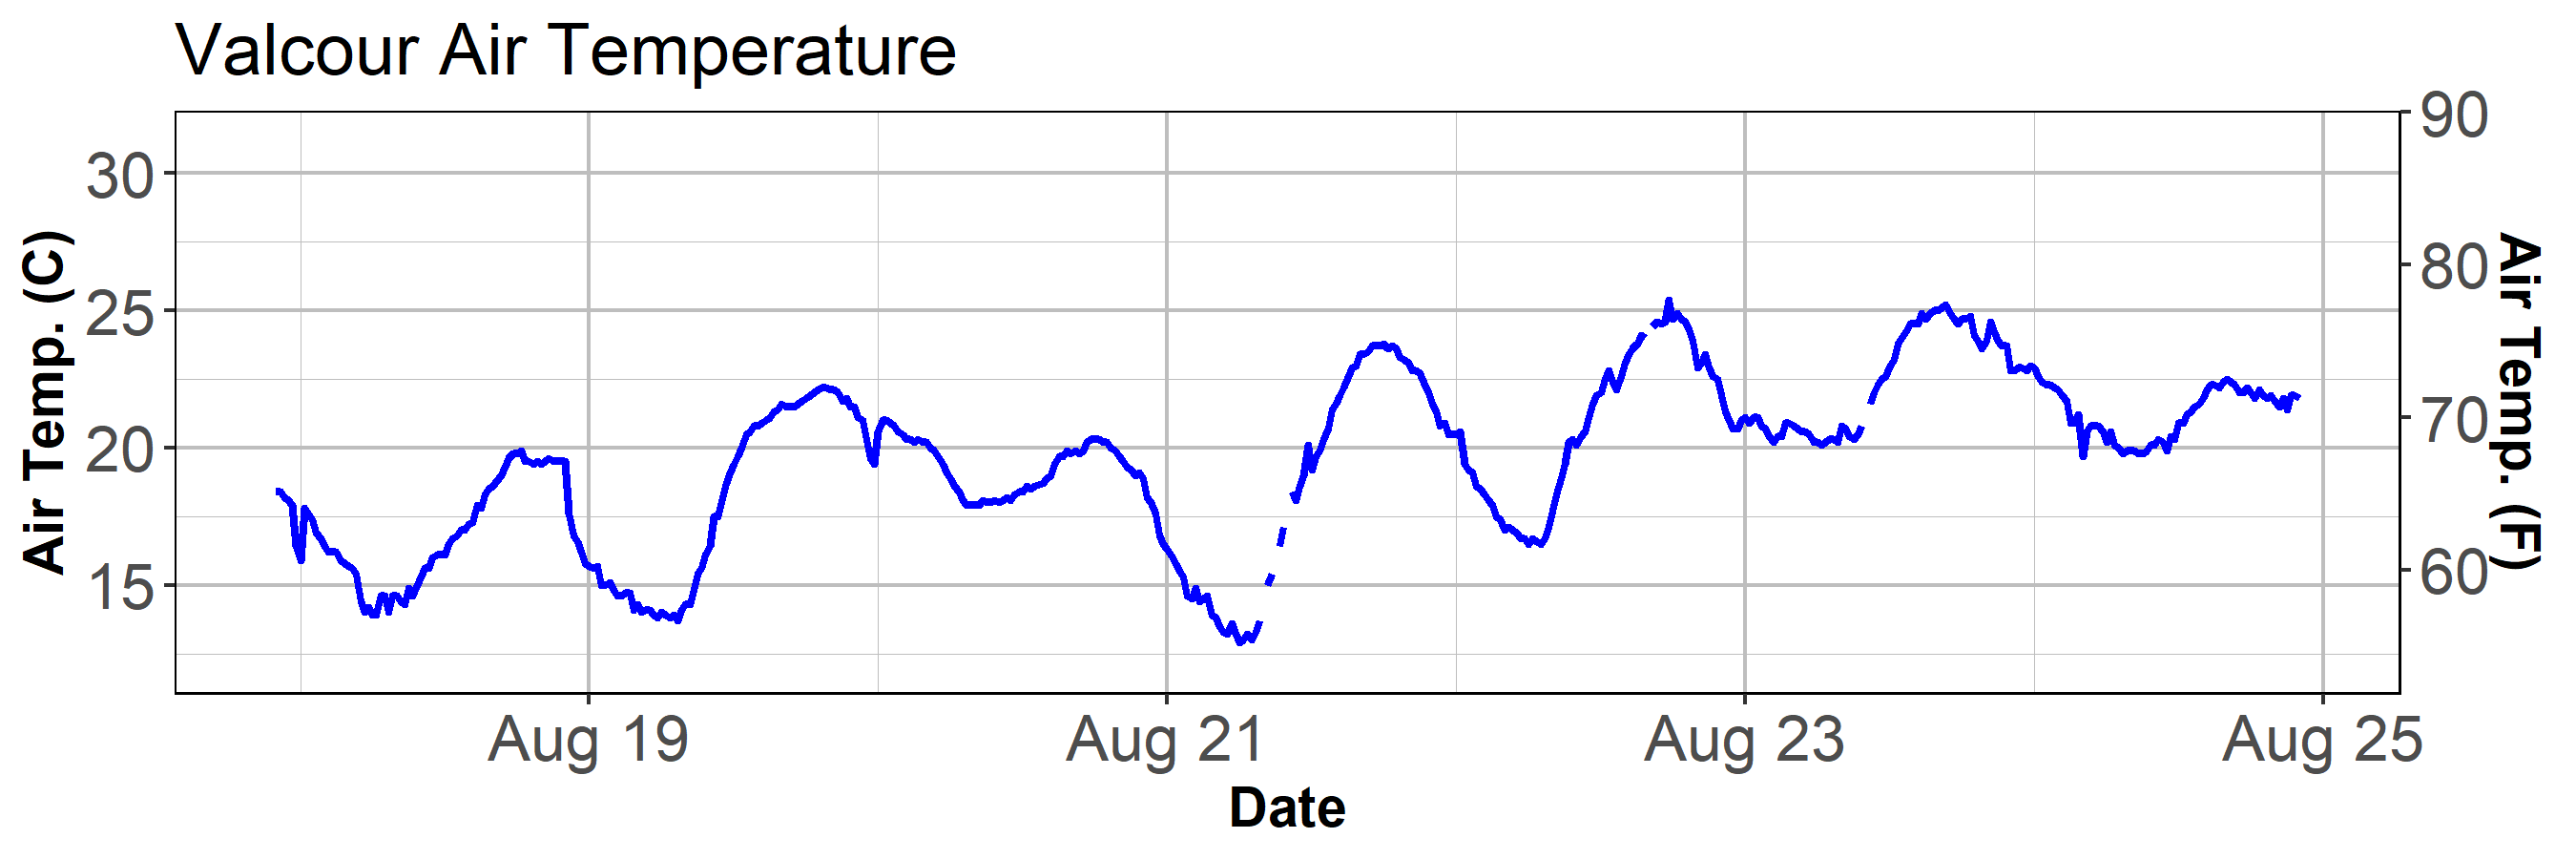 Valcour Air Temperature
Air Temp. (C)
30
25
20
15
90
80
70
60
Air Temp. (F)
Aug 19
Aug 21
Aug 23
Aug 25
Date